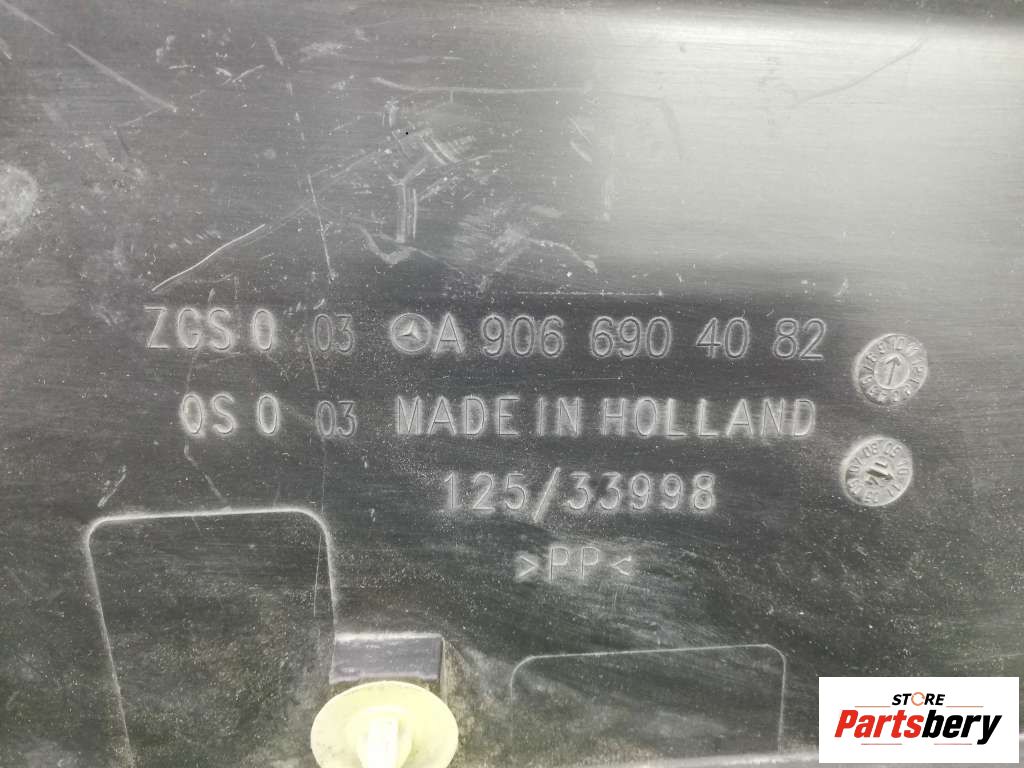 ZGS 0 03 A 906 690 40 82
QS 0 03 MADE IN HOLLAND
125/33998
>PP<
STORE
Partsbery